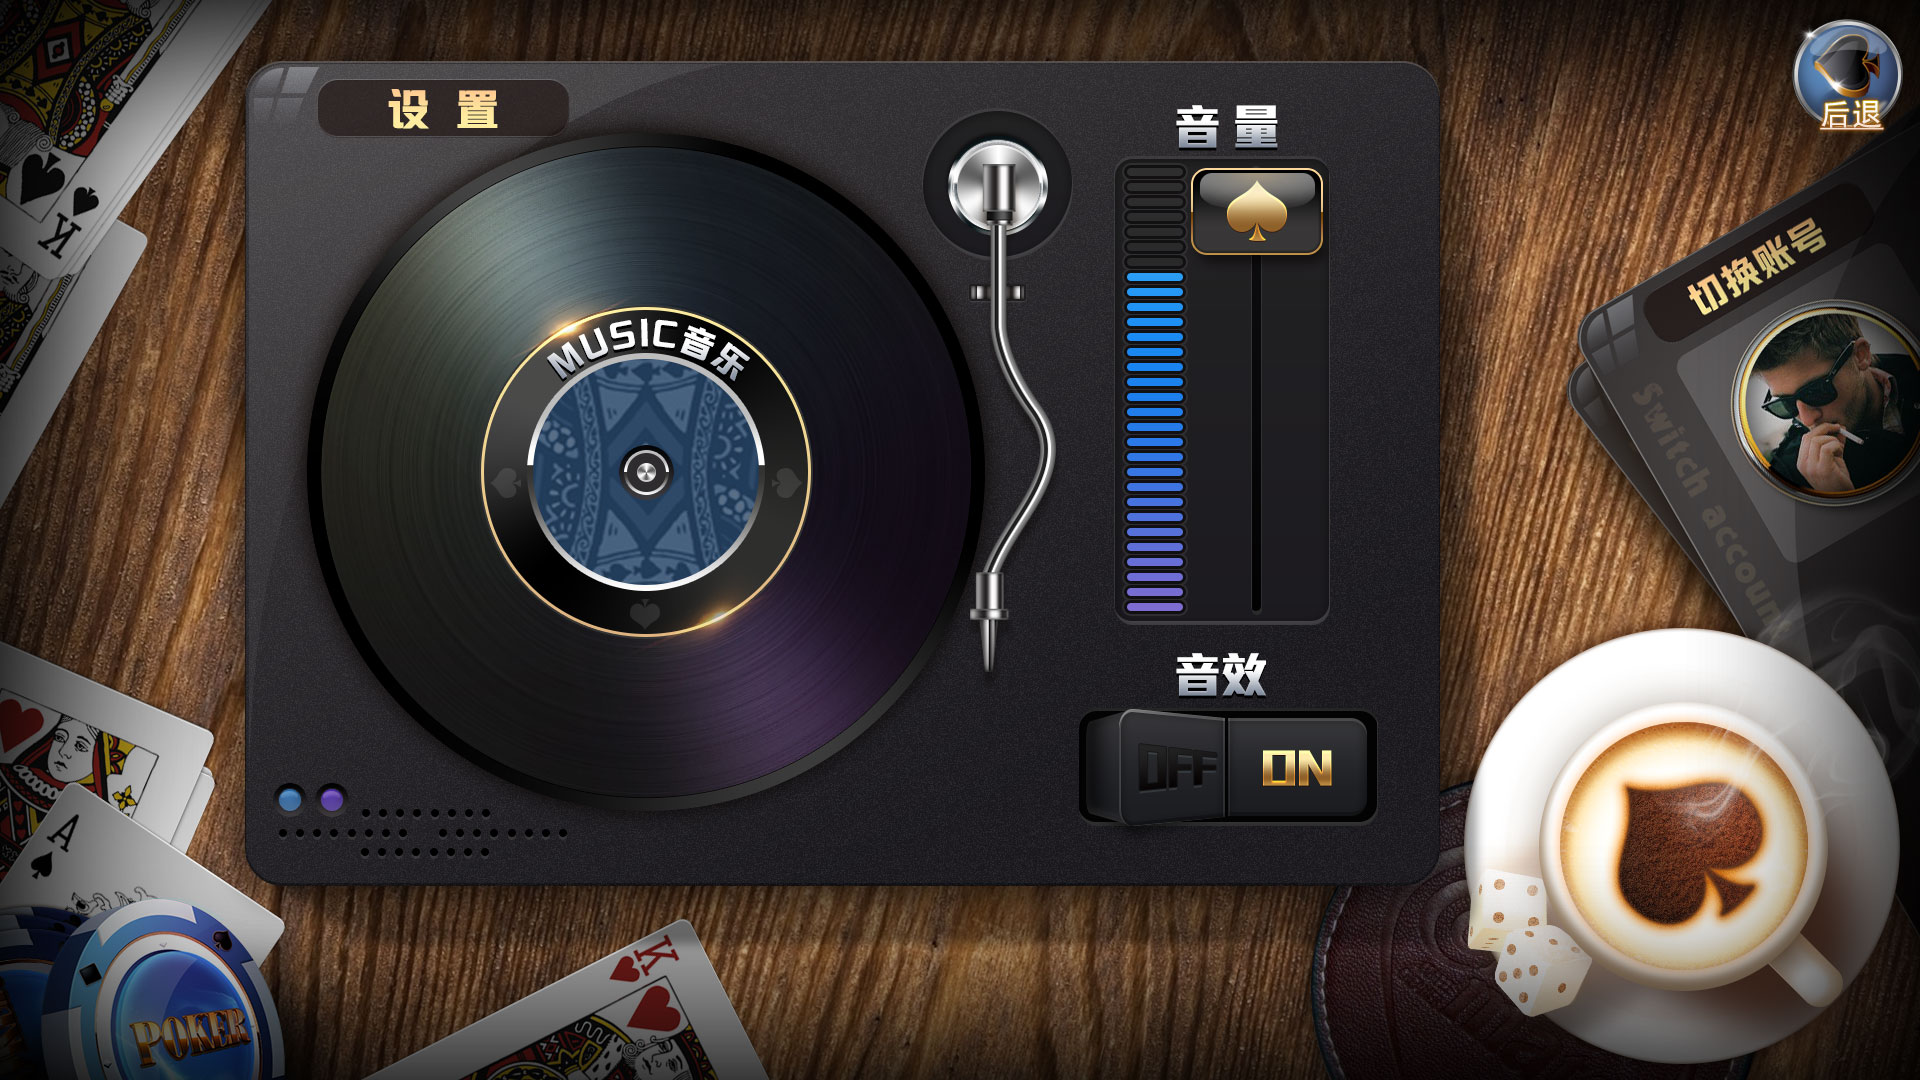 设 置
音 量
后退
MUSIC音乐
切换账号
Switch account
音效
OFF
ON
K
K
A
POKER